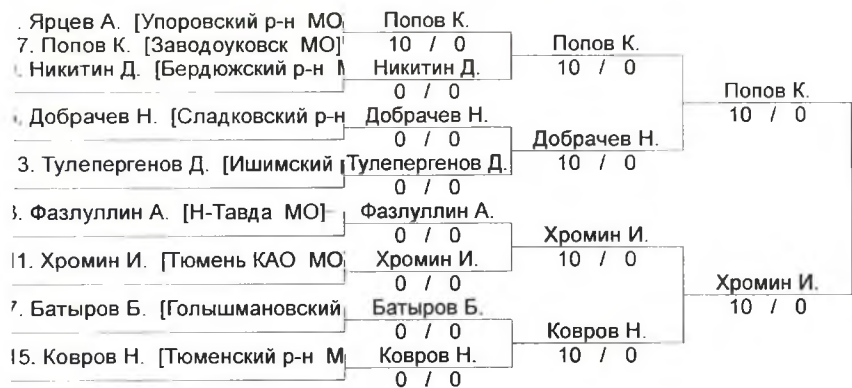 . Ярцев А. [Упоровский р-н МО Попов К.
7. Попов К. [Заводоуковск МО] 10 / 0 Попов К.
. Никитин Д. [Бердюжский р-н Никитин Д. 10 / 0
0 / 0 Попов К.
. Добрачев Н. [Сладковский р-н Добрачев Н. 10 / 0
0 / 0 Добрачев Н.
3. Тулепергенов Д. [Ишимский Тулепергенов Д. 10 / 0
0 / 0
. Фазлуллин А. [Н-Тавда МО] Фазлуллин А.
0 / 0 Хромин И.
11. Хромин И. [Тюмень КАО МО Хромин И. 10 / 0
0 / 0 Хромин И.
7. Батыров Б. [Голышмановский Батыров Б. 10 / 0
0 / 0 Ковров Н.
15. Ковров Н. [Тюменский р-н М Ковров Н. 10 / 0
0 / 0